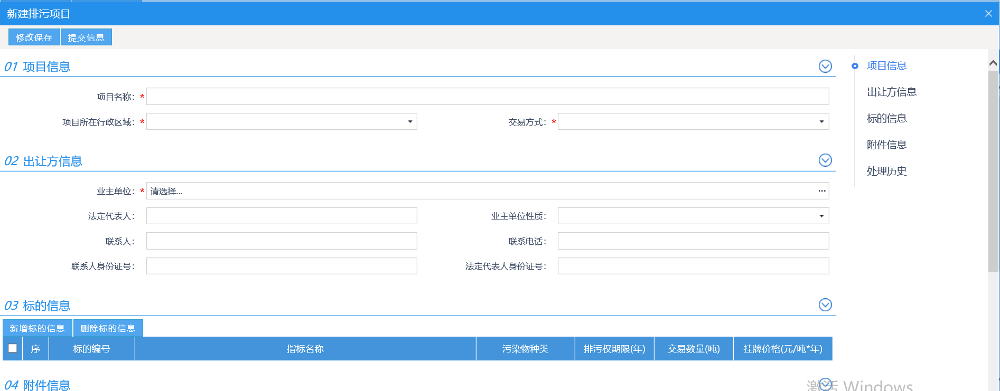 新建排污项目
修改保存 提交信息
01 项目信息
项目名称：*
项目所在行政区域：* 交易方式：*
02 出让方信息
业主单位：* 请选择... ...
法定代表人： 业主单位性质：
联系人： 联系电话：
联系人身份证号： 法定代表人身份证号：
03 标的信息
新增标的信息 删除标的信息
序 标的编号 指标名称 污染物种类 排污权期限(年) 交易数量(吨) 挂牌价格(元/吨*年)
04 附件信息
项目信息
出让方信息
标的信息
附件信息
处理历史
激活 Windows